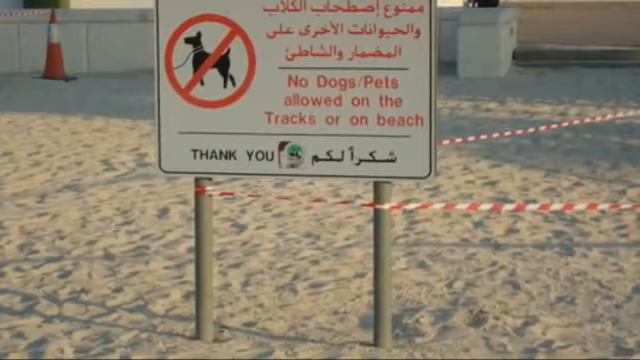 ممنوع إصطحاب الكلاب
والحيوانات الأخرى على
المضمار والشاطئ
No Dogs/Pets
allowed on the
Tracks or on beach
THANK YOU شكراً لكم